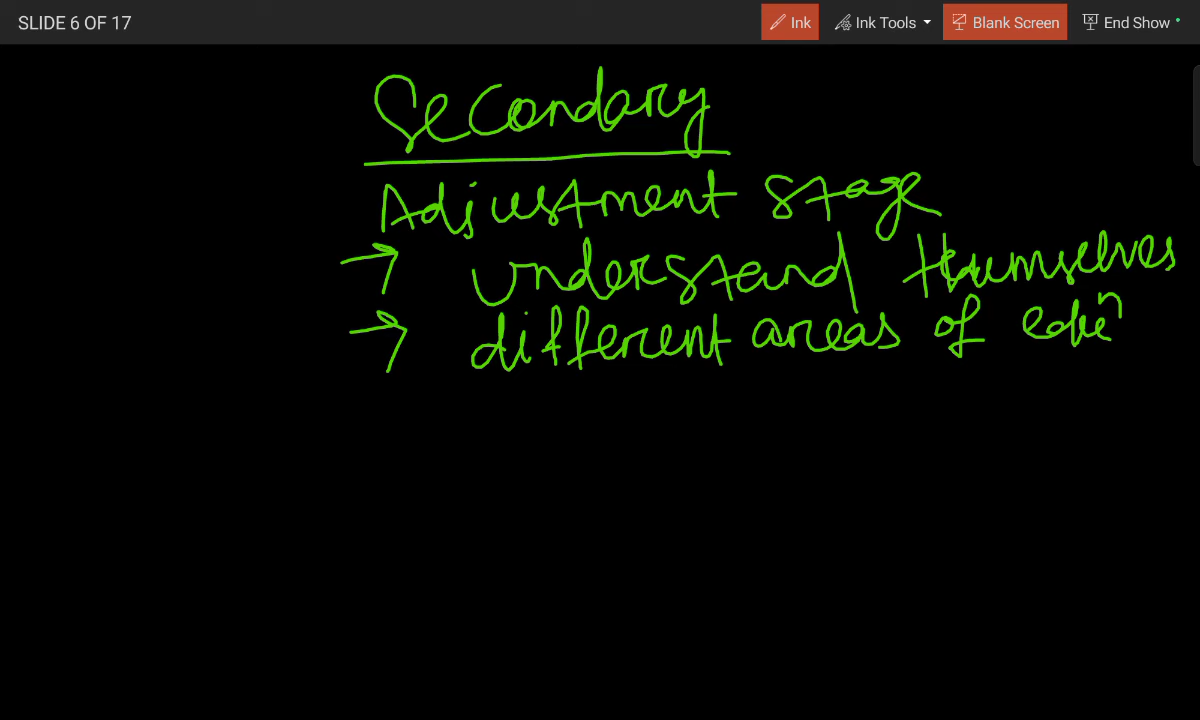 SLIDE 6 OF 17 Ink Ink Tools Blank Screen End Show
Secondary
Adjustment stage
→ understand themselves
→ different areas of eduⁿ